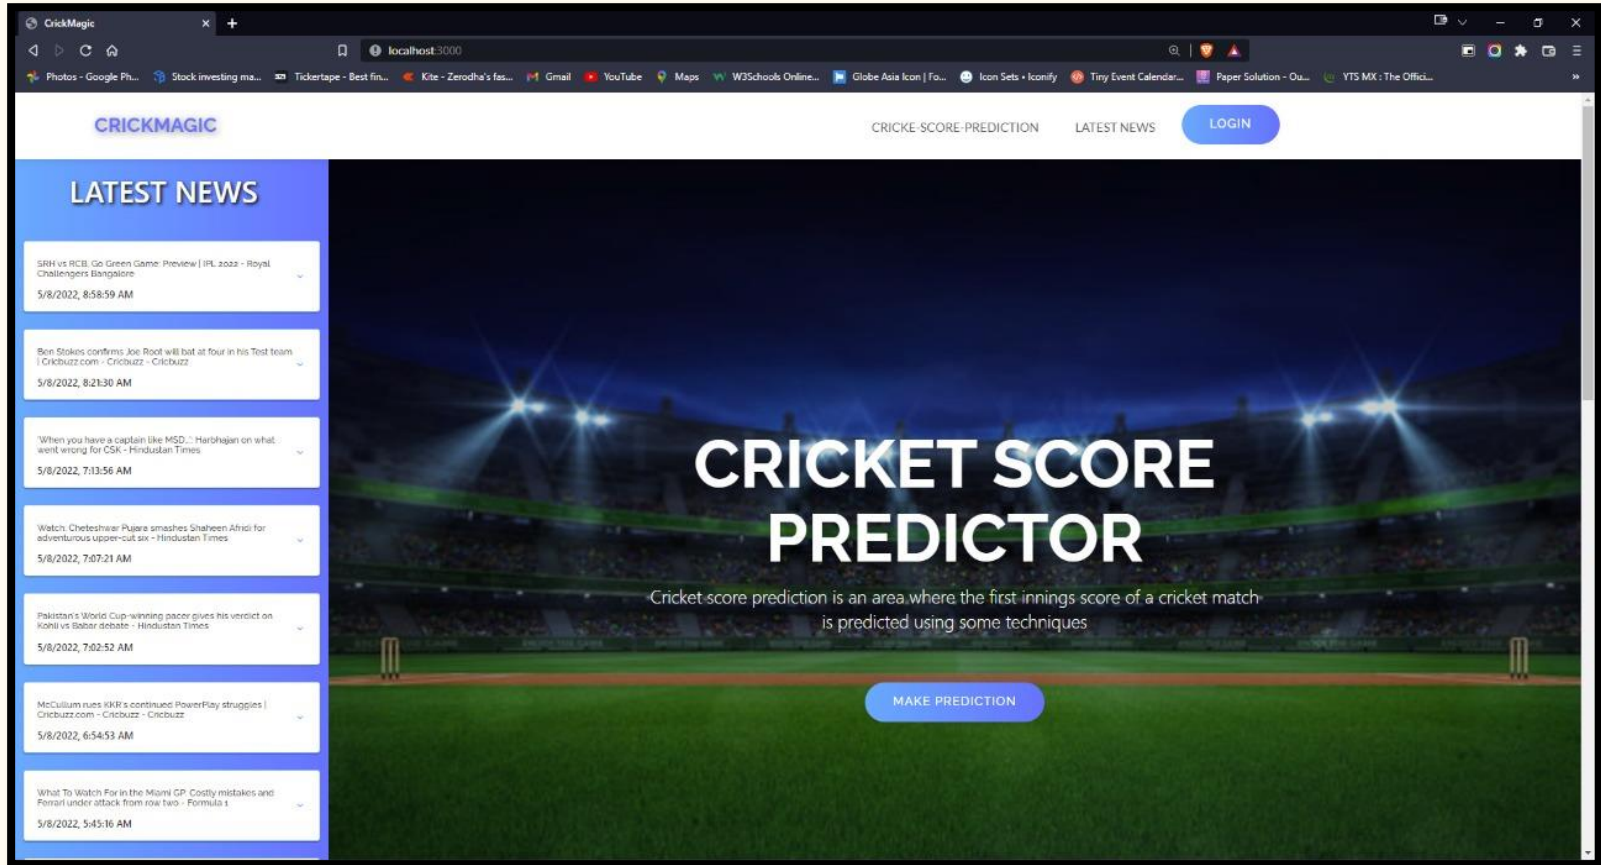 CrickMagic
localhost:3000
Photos - Google Ph... Stock investing ma... Tickertape - Best fin... Kite - Zerodha's fas... Gmail YouTube Maps W3Schools Online... Globe Asia Icon | Fo... Icon Sets • Iconify Tiny Event Calendar... Paper Solution - Ou... YTS MX : The Offici...
CRICKMAGIC CRICKE-SCORE-PREDICTION LATEST NEWS LOGIN
LATEST NEWS
SRH vs RCB, Go Green Game: Preview | IPL 2022 - Royal
Challengers Bangalore
5/8/2022, 8:58:59 AM
Ben Stokes confirms Joe Root will bat at four in his Test team
| Cricbuzz.com - Cricbuzz - Cricbuzz
5/8/2022, 8:21:30 AM
'When you have a captain like MSD...': Harbhajan on what
went wrong for CSK - Hindustan Times
5/8/2022, 7:13:56 AM
Watch: Cheteshwar Pujara smashes Shaheen Afridi for
adventurous upper-cut six - Hindustan Times
5/8/2022, 7:07:21 AM
Pakistan's World Cup-winning pacer gives his verdict on
Kohli vs Babar debate - Hindustan Times
5/8/2022, 7:02:52 AM
McCullum rues KKR's continued PowerPlay struggles |
Cricbuzz.com - Cricbuzz - Cricbuzz
5/8/2022, 6:54:53 AM
What To Watch For in the Miami GP: Costly mistakes and
Ferrari under attack from row two - Formula 1
5/8/2022, 5:45:16 AM
CRICKET SCORE
PREDICTOR
Cricket score prediction is an area where the first innings score of a cricket match
is predicted using some techniques
MAKE PREDICTION